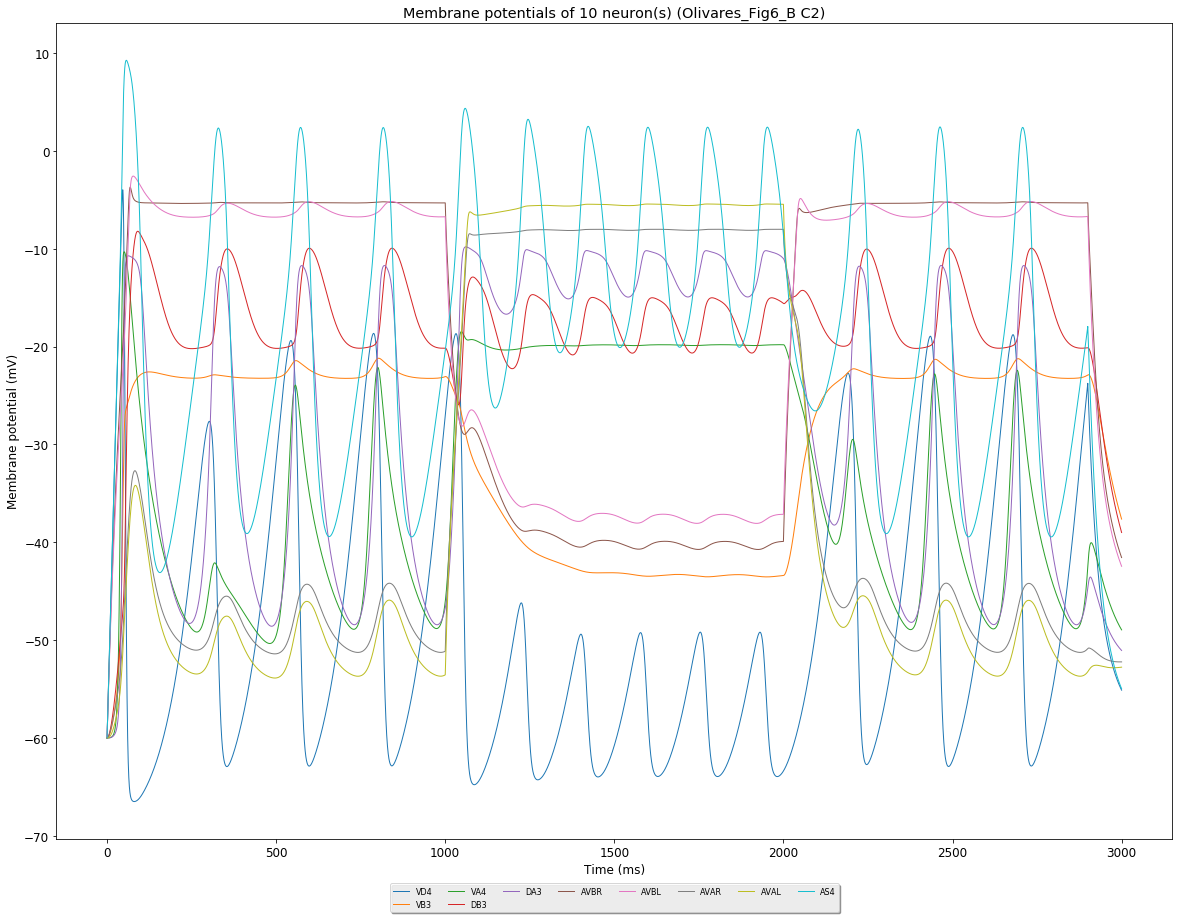 Membrane potentials of 10 neuron(s) (Olivares_Fig6_B C2)
10
0
−10
−20
−30
−40
−50
−60
−70
Membrane potential (mV)
0 500 1000 1500 2000 2500 3000
Time (ms)
VD4 VA4 DA3 AVBR AVBL AVAR AVAL AS4
VB3 DB3